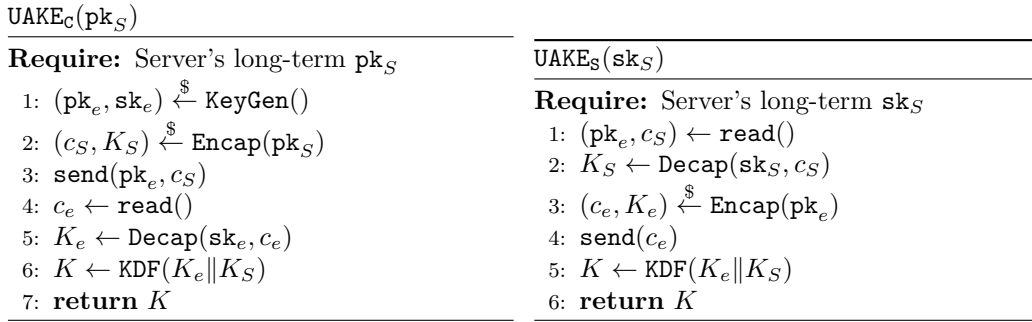 UAKE_C(pk_S)
Require: Server's long-term pk_S
1: (pk_e, sk_e) ←$ KeyGen()
2: (c_S, K_S) ←$ Encap(pk_S)
3: send(pk_e, c_S)
4: c_e ← read()
5: K_e ← Decap(sk_e, c_e)
6: K ← KDF(K_e‖K_S)
7: return K
UAKE_S(sk_S)
Require: Server's long-term sk_S
1: (pk_e, c_S) ← read()
2: K_S ← Decap(sk_S, c_S)
3: (c_e, K_e) ←$ Encap(pk_e)
4: send(c_e)
5: K ← KDF(K_e‖K_S)
6: return K